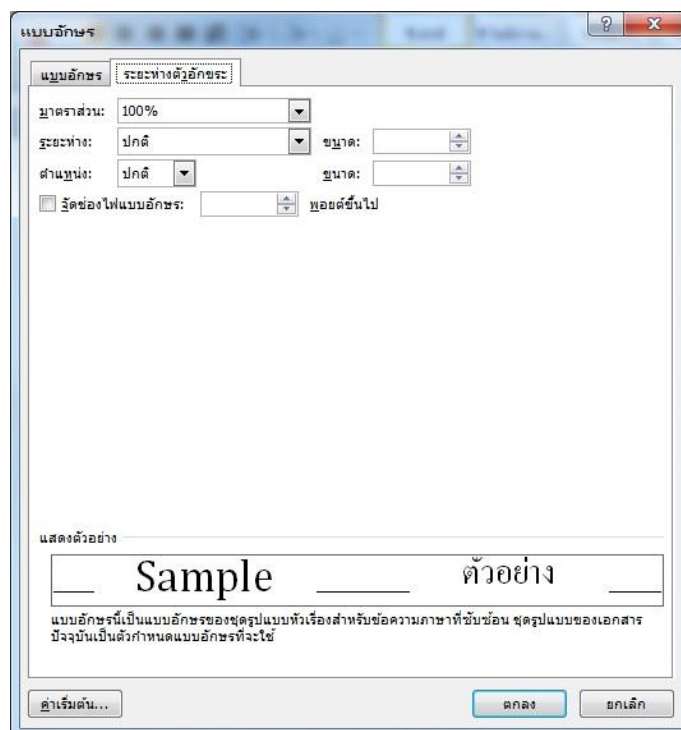 แบบอักษร
แบบอักษร ระยะห่างตัวอักขระ
มาตราส่วน: 100%
ระยะห่าง: ปกติ ขนาด:
ตำแหน่ง: ปกติ ขนาด:
จัดช่องไฟแบบอักษร: พอยต์ขึ้นไป
แสดงตัวอย่าง
Sample ตัวอย่าง
แบบอักษรนี้เป็นแบบอักษรของชุดรูปแบบหัวเรื่องสำหรับข้อความภาษาที่ซับซ้อน ชุดรูปแบบของเอกสาร
ปัจจุบันเป็นตัวกำหนดแบบอักษรที่จะใช้
ค่าเริ่มต้น... ตกลง ยกเลิก